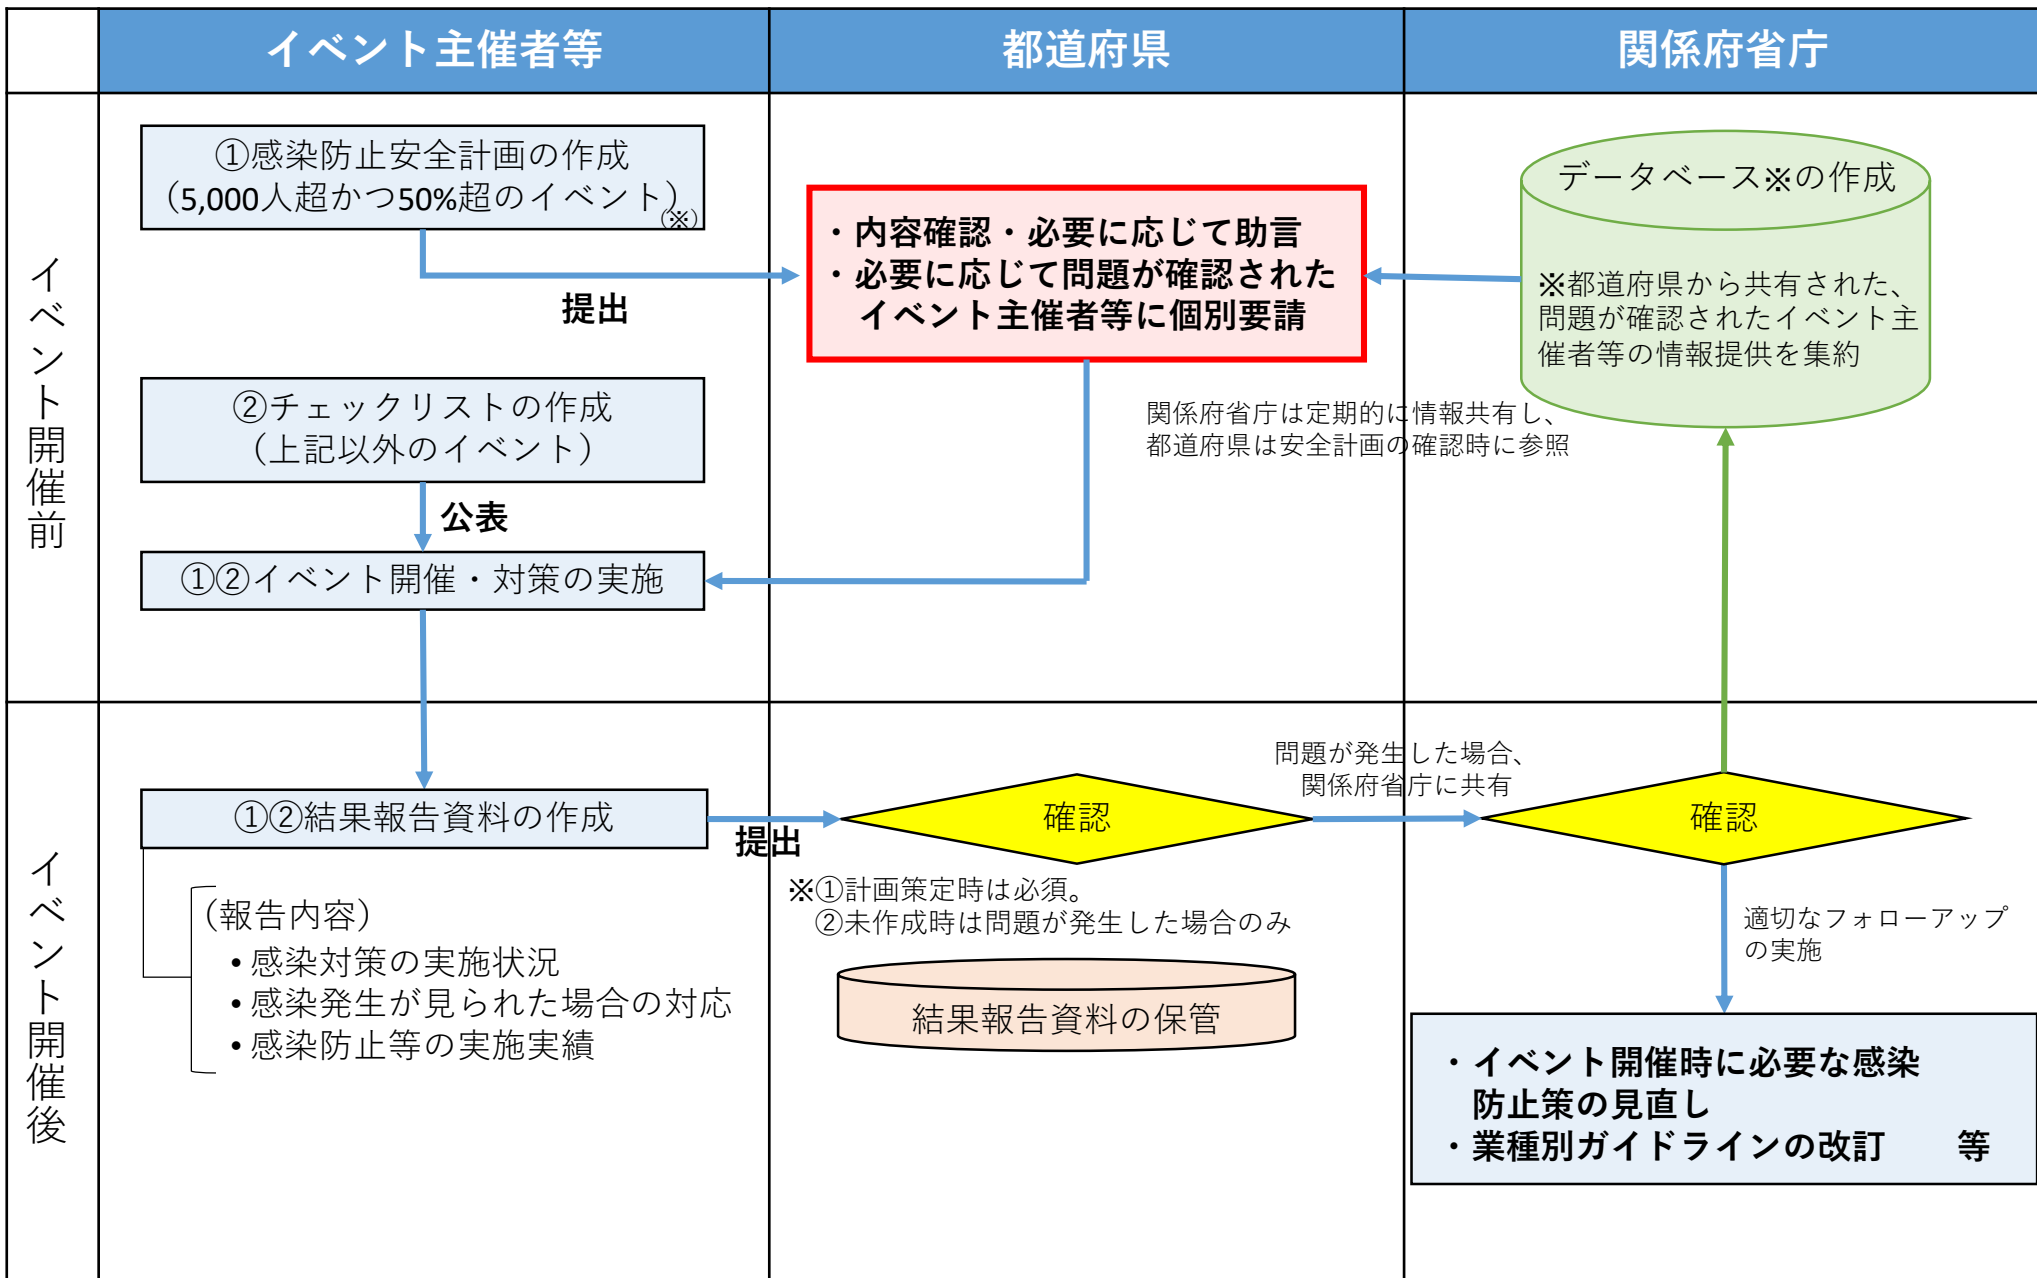 イベント主催者等
都道府県
関係府省庁
イベント開催前
①感染防止安全計画の作成
（5,000人超かつ50%超のイベント）
(※)
提出
・内容確認・必要に応じて助言
・必要に応じて問題が確認された
イベント主催者等に個別要請
データベース※の作成
※都道府県から共有された、
問題が確認されたイベント主
催者等の情報提供を集約
関係府省庁は定期的に情報共有し、
都道府県は安全計画の確認時に参照
②チェックリストの作成
（上記以外のイベント）
公表
①②イベント開催・対策の実施
イベント開催後
①②結果報告資料の作成
提出
確認
問題が発生した場合、
関係府省庁に共有
確認
※①計画策定時は必須。
②未作成時は問題が発生した場合のみ
結果報告資料の保管
適切なフォローアップ
の実施
（報告内容）
• 感染対策の実施状況
• 感染発生が見られた場合の対応
• 感染防止等の実施実績
・イベント開催時に必要な感染
防止策の見直し
・業種別ガイドラインの改訂　　等